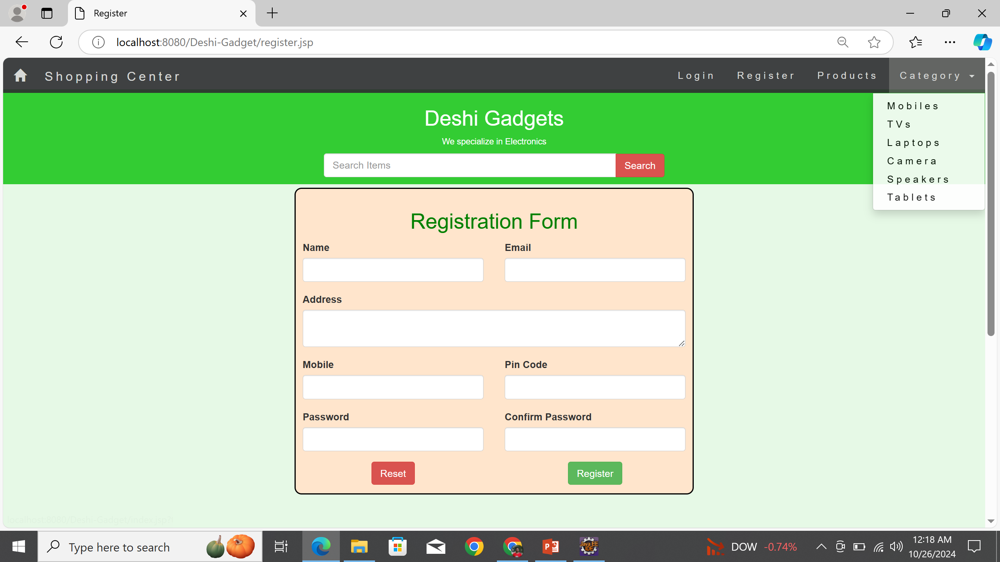 Register
localhost:8080/Deshi-Gadget/register.jsp
Shopping Center
Login
Register
Products
Category
Mobiles
TVs
Laptops
Camera
Speakers
Tablets
Deshi Gadgets
We specialize in Electronics
Search Items
Search
Registration Form
Name
Email
Address
Mobile
Pin Code
Password
Confirm Password
Reset
Register
localhost:8080/Deshi-Gadget/index.jsp?t
Type here to search
P
Java EE
IDE
DOW -0.74%
12:18 AM
10/26/2024